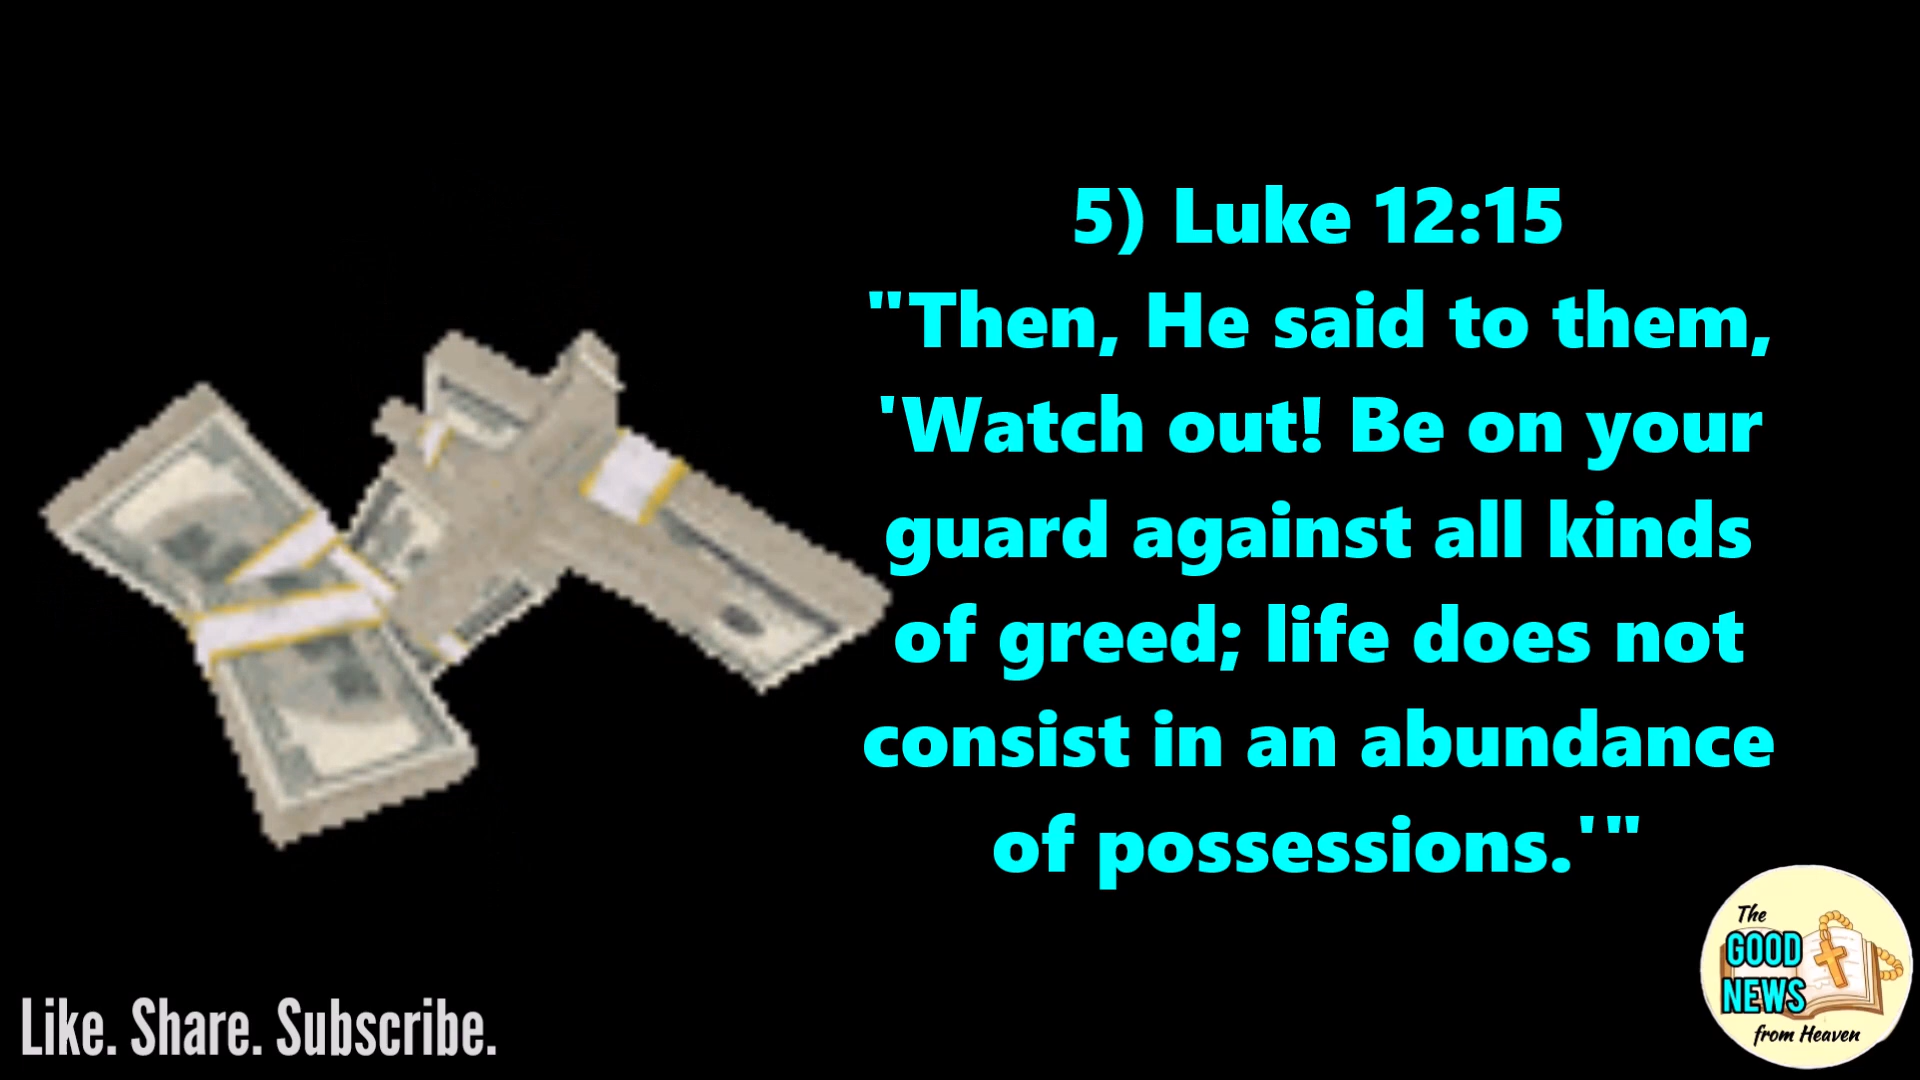 5) Luke 12:15
"Then, He said to them,
'Watch out! Be on your
guard against all kinds
of greed; life does not
consist in an abundance
of possessions.'"
Like. Share. Subscribe.
The
GOOD
NEWS
from Heaven